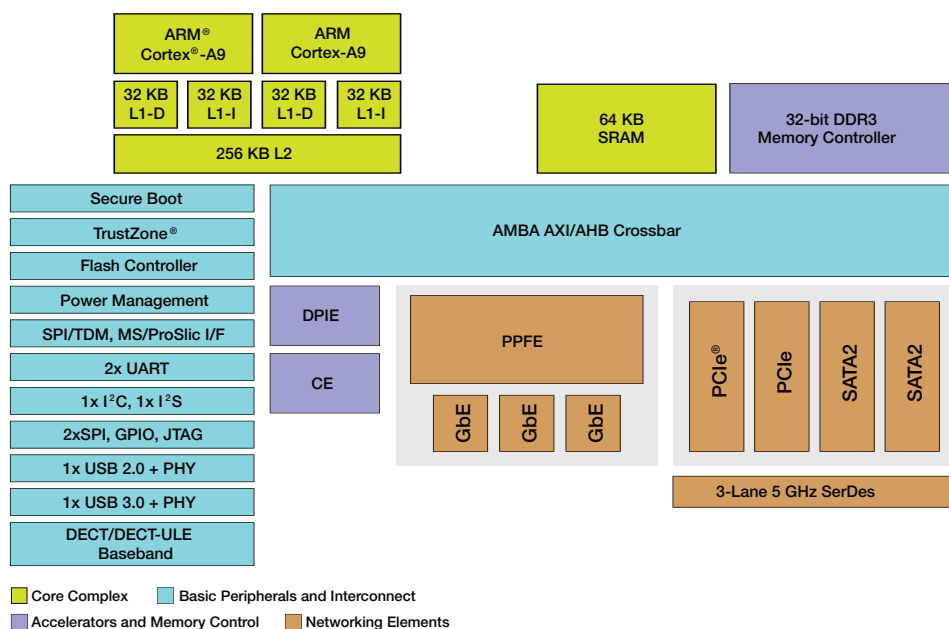 ARM® Cortex®-A9
ARM Cortex-A9
32 KB L1-D
32 KB L1-I
32 KB L1-D
32 KB L1-I
256 KB L2
64 KB SRAM
32-bit DDR3 Memory Controller
Secure Boot
TrustZone®
Flash Controller
Power Management
SPI/TDM, MS/ProSlic I/F
2x UART
1x I²C, 1x I²S
2xSPI, GPIO, JTAG
1x USB 2.0 + PHY
1x USB 3.0 + PHY
DECT/DECT-ULE Baseband
AMBA AXI/AHB Crossbar
DPIE
CE
PPFE
GbE
GbE
GbE
PCIe®
PCIe
SATA2
SATA2
3-Lane 5 GHz SerDes
Core Complex
Basic Peripherals and Interconnect
Accelerators and Memory Control
Networking Elements